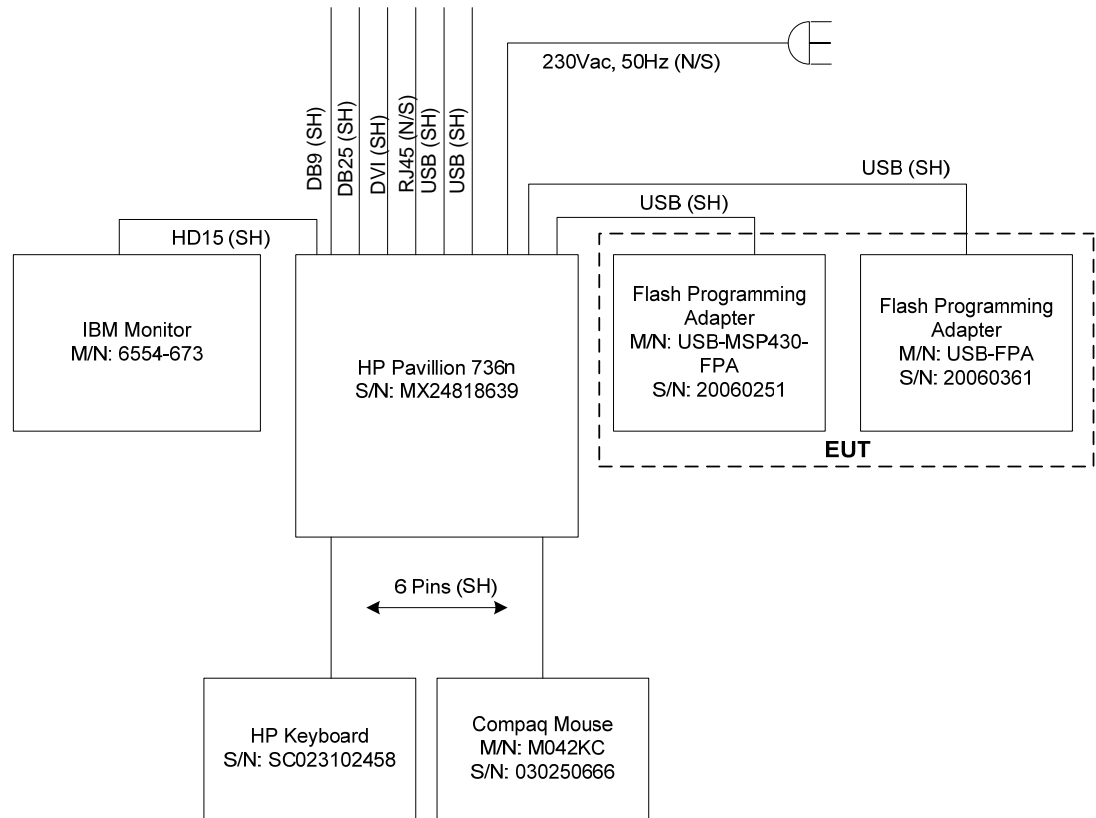 230Vac, 50Hz (N/S)
DB9 (SH)
DB25 (SH)
DVI (SH)
RJ45 (N/S)
USB (SH)
USB (SH)
USB (SH)
USB (SH)
HD15 (SH)
IBM Monitor
M/N: 6554-673
HP Pavillion 736n
S/N: MX24818639
Flash Programming
Adapter
M/N: USB-MSP430-
FPA
S/N: 20060251
Flash Programming
Adapter
M/N: USB-FPA
S/N: 20060361
EUT
6 Pins (SH)
HP Keyboard
S/N: SC023102458
Compaq Mouse
M/N: M042KC
S/N: 030250666